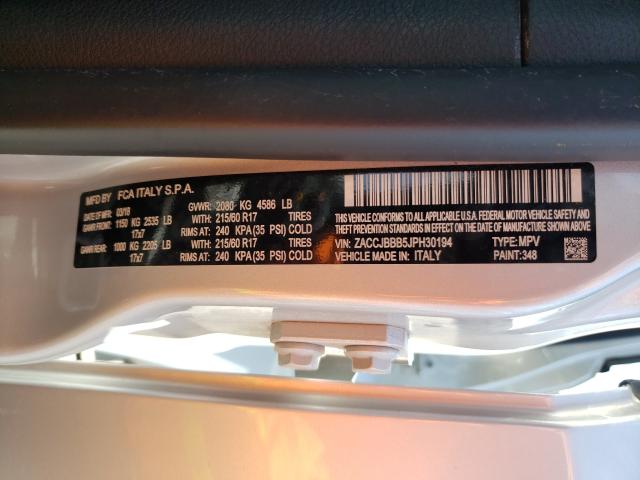 MFD BY FCA ITALY S.P.A.
DATE OF MFR: 03/18 GVWR: 2080 KG 4586 LB
GAWR FRONT: 1150 KG 2535 LB WITH: 215/60 R17 TIRES
17x7 RIMS AT: 240 KPA (35 PSI) COLD
GAWR REAR: 1000 KG 2205 LB WITH: 215/60 R17 TIRES
17x7 RIMS AT: 240 KPA (35 PSI) COLD
THIS VEHICLE CONFORMS TO ALL APPLICABLE U.S.A. FEDERAL MOTOR VEHICLE SAFETY, BUMPER, AND
THEFT PREVENTION STANDARDS IN EFFECT ON THE DATE OF MANUFACTURE SHOWN ABOVE.
VIN: ZACCJBBB5JPH30194 TYPE: MPV
VEHICLE MADE IN: ITALY PAINT: 348